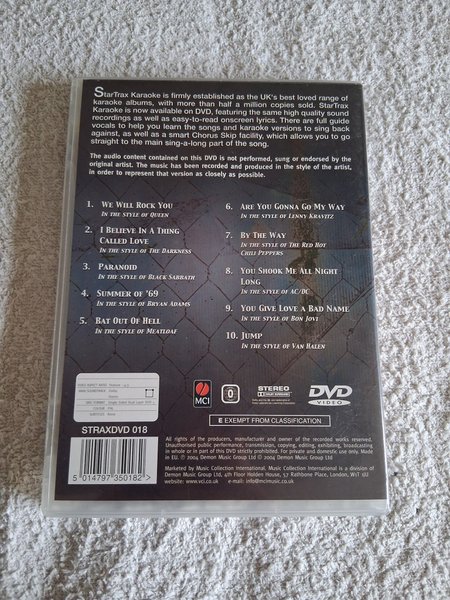 StarTrax Karaoke is firmly established as the UK's best loved range of
karaoke albums, with more than half a million copies sold. StarTrax
Karaoke is now available on DVD, featuring the same high quality sound
recordings as well as easy-to-read onscreen lyrics. There are full guide
vocals to help you learn the songs and karaoke versions to sing back
against, as well as a smart Chorus Skip facility, which allows you to go
straight to the main sing-a-long part of the song.
The audio content contained on this DVD is not performed, sung or endorsed by the
original artist. The music has been recorded and produced in the style of the artist,
in order to represent that version as closely as possible.
1. We Will Rock You
In the style of Queen
2. I Believe In A Thing
Called Love
In the style of The Darkness
3. Paranoid
In the style of Black Sabbath
4. Summer of '69
In the style of Bryan Adams
5. Bat Out Of Hell
In the style of Meatloaf
6. Are You Gonna Go My Way
In the style of Lenny Kravitz
7. By The Way
In the style of The Red Hot
Chili Peppers
8. You Shook Me All Night
Long
In the style of AC/DC
9. You Give Love A Bad Name
In the style of Bon Jovi
10. Jump
In the style of Van Halen
MCI
0
STEREO
DVD
VIDEO
E EXEMPT FROM CLASSIFICATION
STRAXDVD 018
5 014797 350182 >
All rights of the producers, manufacturer and owner of the recorded works reserved.
Unauthorised public performance, transmission, copying, editing, exhibiting, broadcasting
in whole or in part of this DVD strictly prohibited. For private and domestic use only. Made
in EU. ℗ 2004 Demon Music Group Ltd © 2004 Demon Music Group Ltd
Marketed by Music Collection International. Music Collection International is a division of
Demon Music Group Ltd, 4th Floor Holden House, 57 Rathbone Place, London, W1T 1JU
website: www.vci.co.uk e-mail: info@mcimusic.co.uk